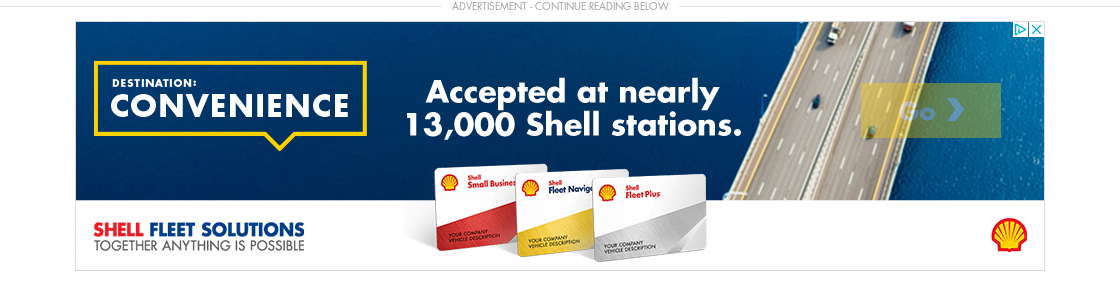 ADVERTISEMENT - CONTINUE READING BELOW
DESTINATION:
CONVENIENCE
Accepted at nearly
13,000 Shell stations.
Go
Shell
Small
Shell
Fleet
Shell
Fleet Plus
YOUR COMPANY
VEHICLE DESCRIPTION
YOUR COMPANY
VEHICLE DESCRIPTION
YOUR COMPANY
VEHICLE DESCRIPTION
SHELL FLEET SOLUTIONS
TOGETHER ANYTHING IS POSSIBLE